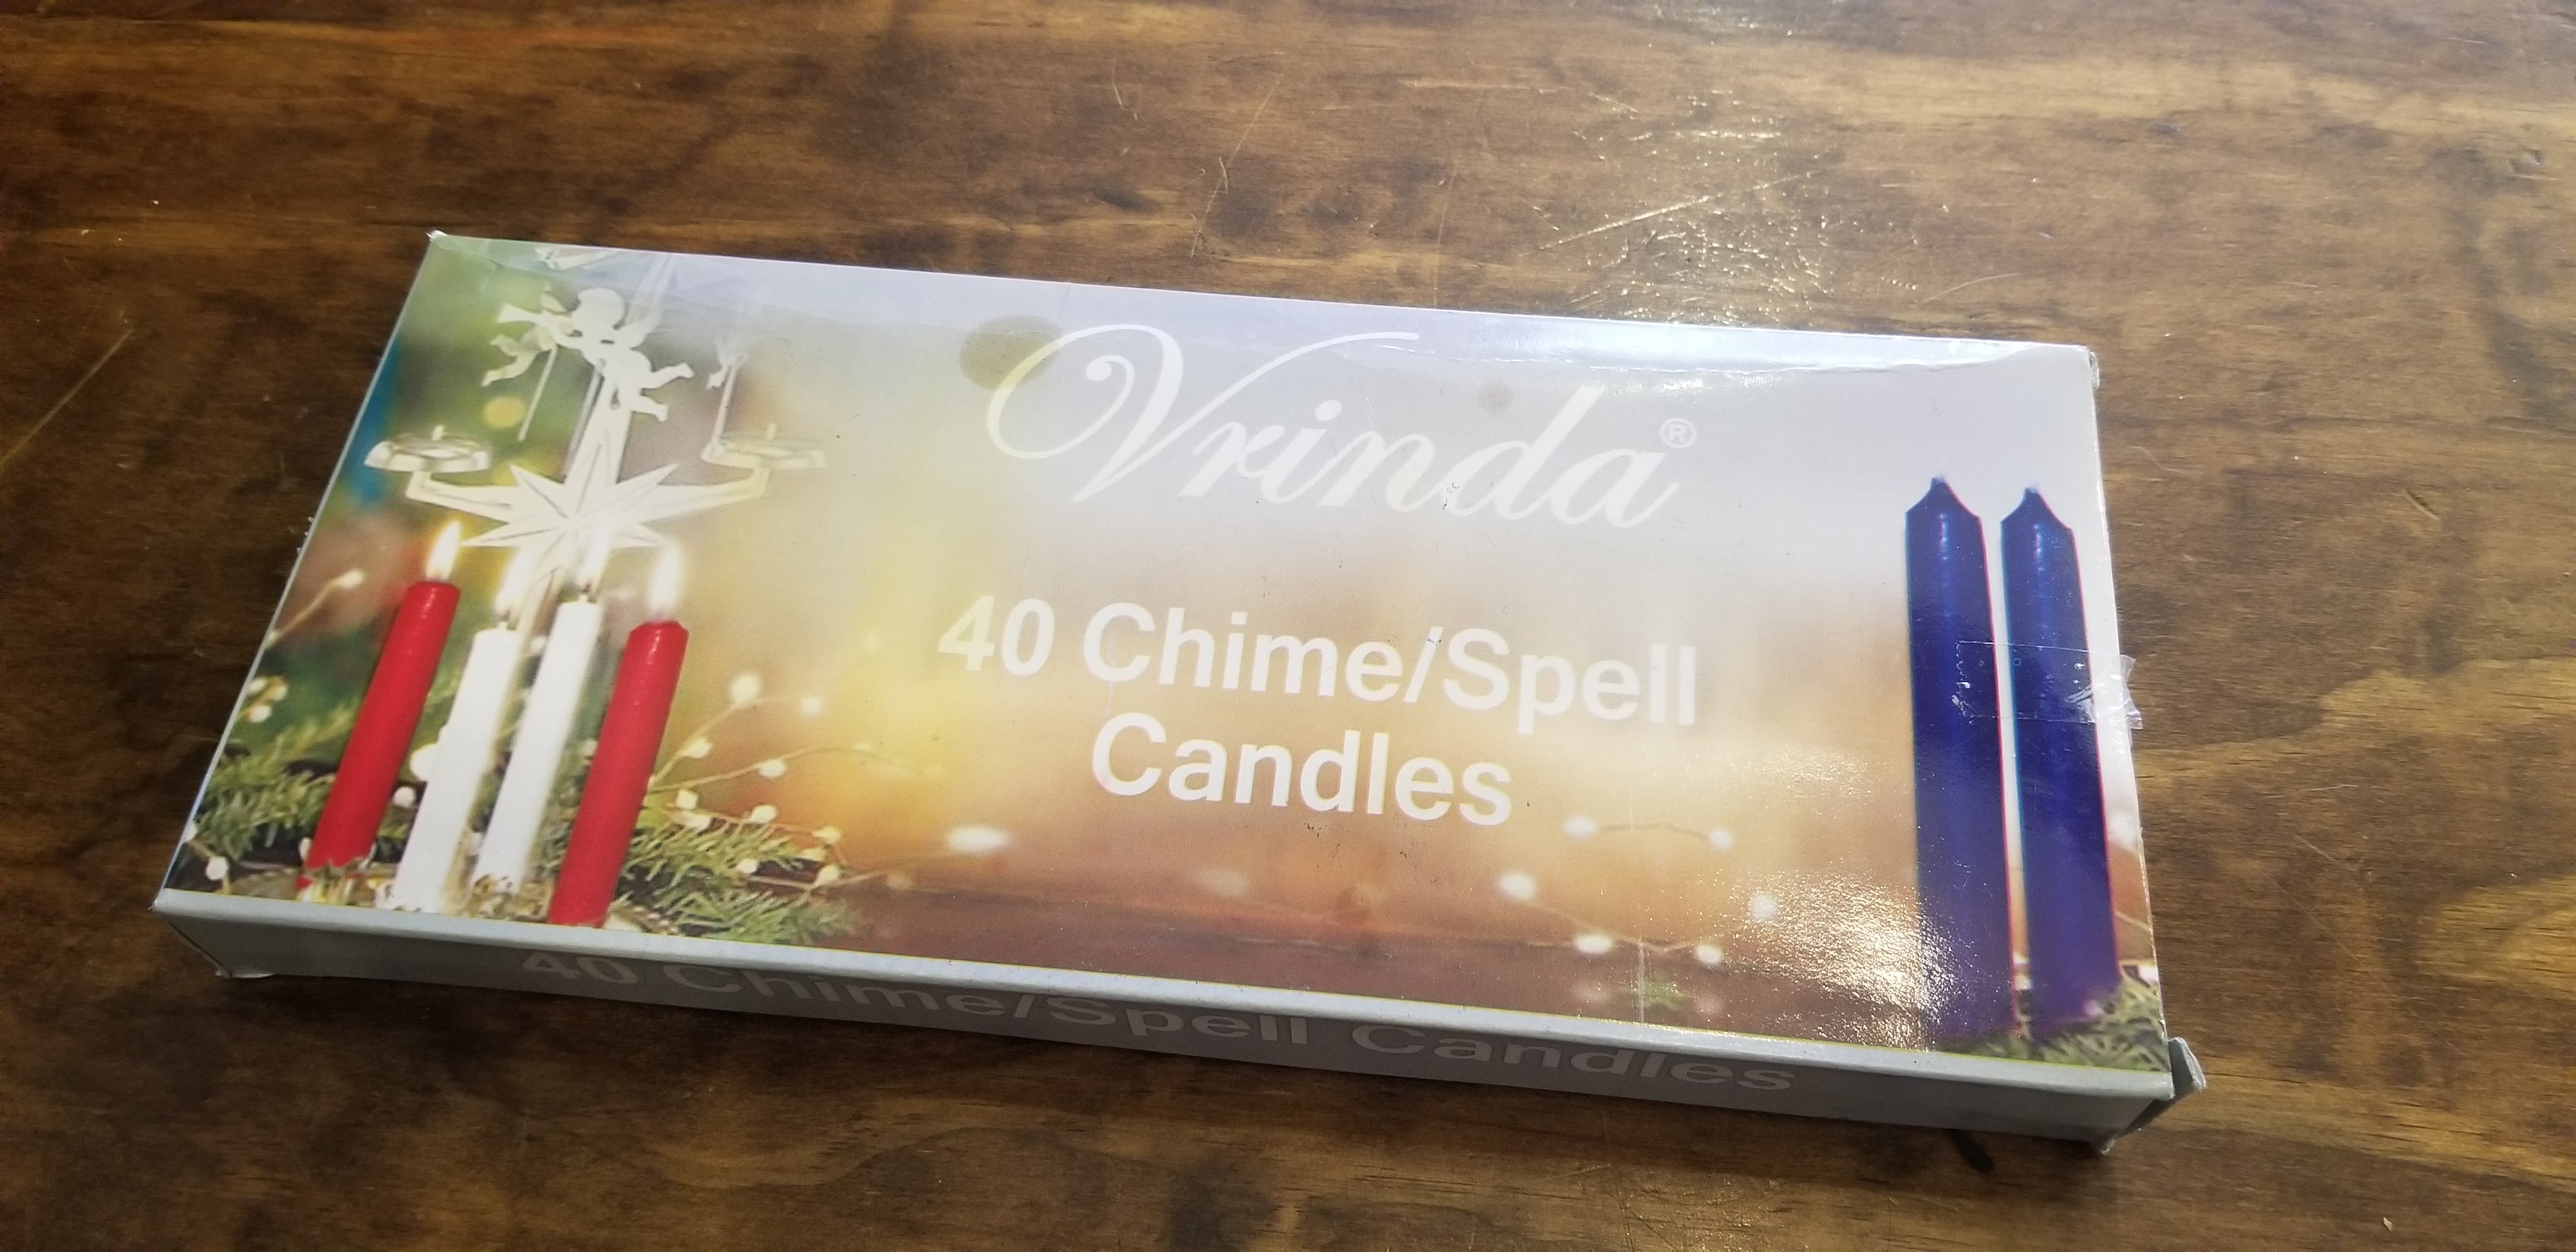 Vrinda®
40 Chime/Spell
Candles
40 Chime/Spell Candles